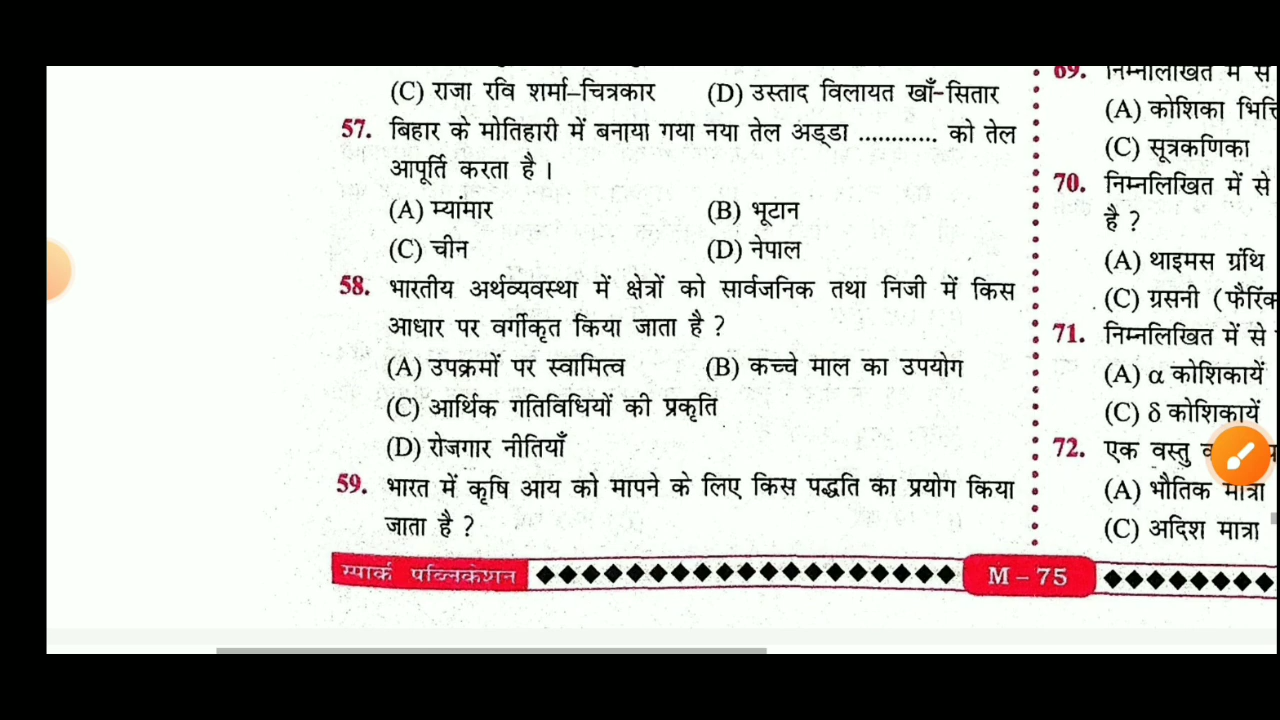 (C) राजा रवि शर्मा–चित्रकार (D) उस्ताद विलायत खाँ-सितार
57. बिहार के मोतिहारी में बनाया गया नया तेल अड्डा ............ को तेल
आपूर्ति करता है ।
(A) म्यांमार (B) भूटान
(C) चीन (D) नेपाल
58. भारतीय अर्थव्यवस्था में क्षेत्रों को सार्वजनिक तथा निजी में किस
आधार पर वर्गीकृत किया जाता है ?
(A) उपक्रमों पर स्वामित्व (B) कच्चे माल का उपयोग
(C) आर्थिक गतिविधियों की प्रकृति
(D) रोजगार नीतियाँ
59. भारत में कृषि आय को मापने के लिए किस पद्धति का प्रयोग किया
जाता है ?
स्पार्क पब्लिकेशन
M – 75
69. निम्नलिखित में से
(A) कोशिका
(C) सूत्रकणिका
70. निम्नलिखित में से
है ?
(A) थाइमस ग्रंथि
(C) ग्रसनी
71. निम्नलिखित में से
(A) α कोशिकायें
(C) δ कोशिकायें
72. एक वस्तु
(A) भौतिक मात्रा
(C) अदिश मात्रा